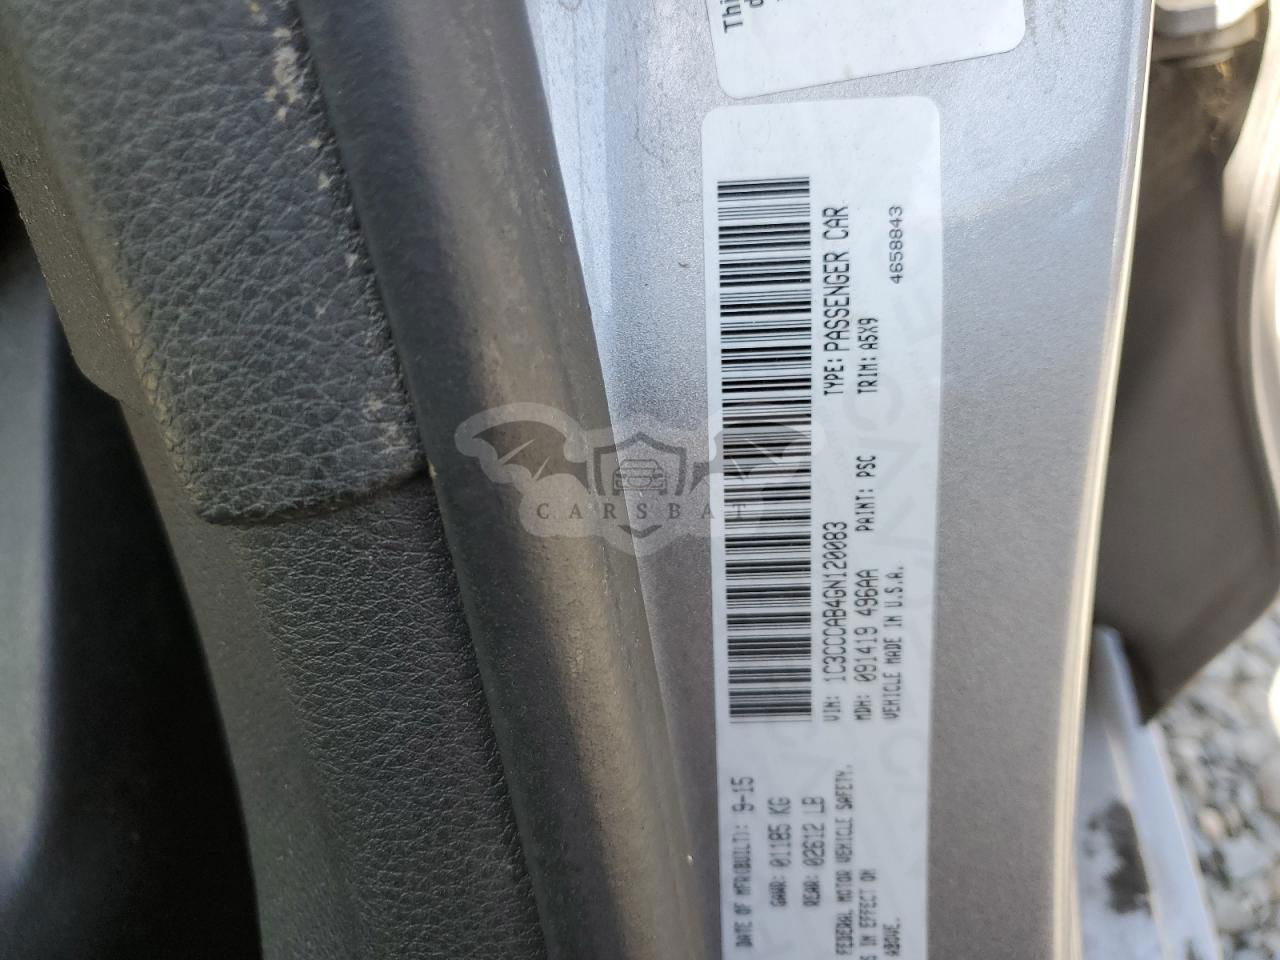 Thi
DATE OF MFR(BUILT): 9-15
GAWR: 01185 KG
REAR: 02612 LB
FEDERAL MOTOR VEHICLE SAFETY,
S IN EFFECT ON
ABOVE.
VIN: 1C3CCCAB4GN120083
TYPE: PASSENGER CAR
MDH: 091419 496AA
PAINT: PSC
TRIM: A5X9
VEHICLE MADE IN U.S.A.
4658843
CARSBAT